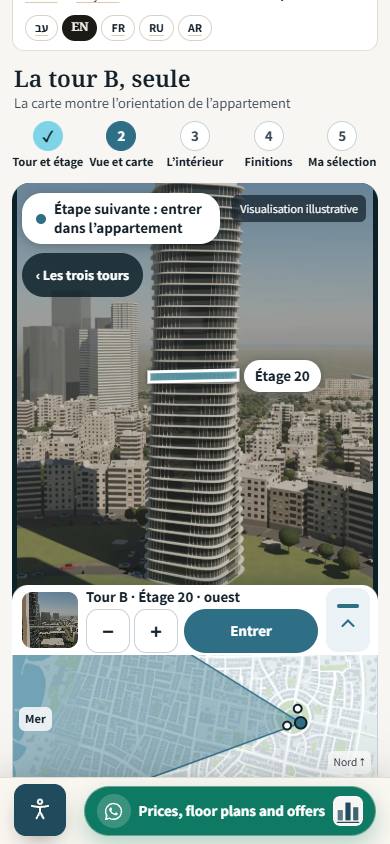 עב
EN
FR
RU
AR
La tour B, seule
La carte montre l’orientation de l’appartement
✓
2
3
4
5
Tour et étage
Vue et carte
L’intérieur
Finitions
Ma sélection
Étape suivante : entrer
dans l’appartement
Visualisation illustrative
‹ Les trois tours
Étage 20
Tour B · Étage 20 · ouest
−
+
Entrer
Mer
Nord ↑
Prices, floor plans and offers